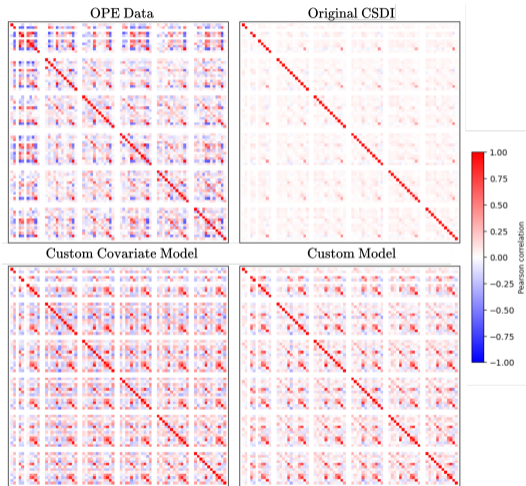 OPE Data
Original CSDI
Custom Covariate Model
Custom Model
1.00
0.75
0.50
0.25
0.00
−0.25
−0.50
−0.75
−1.00
Pearson correlation